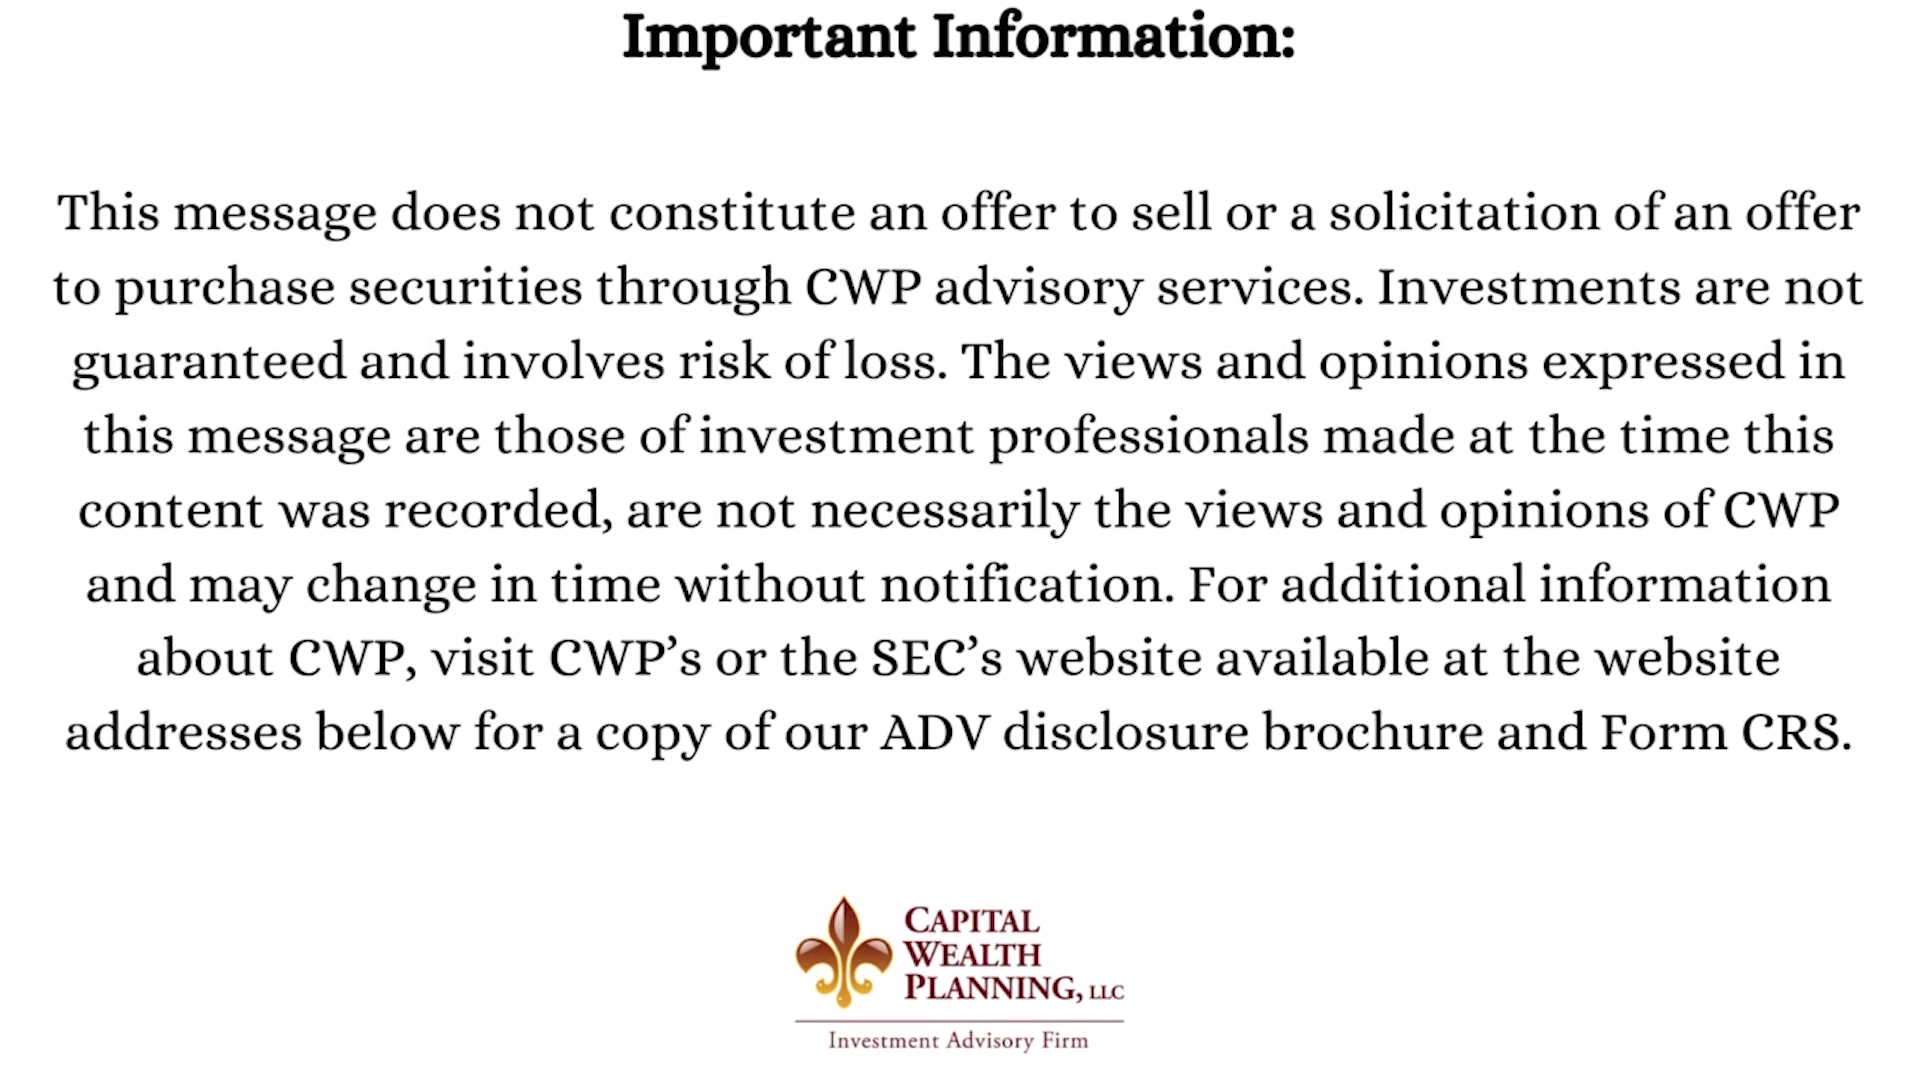 Important Information:
This message does not constitute an offer to sell or a solicitation of an offer
to purchase securities through CWP advisory services. Investments are not
guaranteed and involves risk of loss. The views and opinions expressed in
this message are those of investment professionals made at the time this
content was recorded, are not necessarily the views and opinions of CWP
and may change in time without notification. For additional information
about CWP, visit CWP’s or the SEC’s website available at the website
addresses below for a copy of our ADV disclosure brochure and Form CRS.
CAPITAL
WEALTH
PLANNING, LLC
Investment Advisory Firm